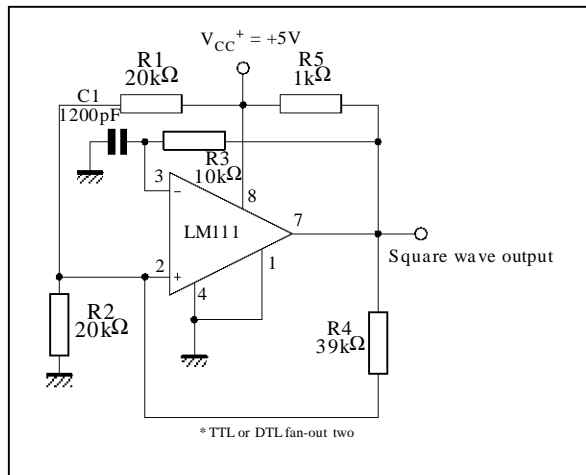 V_CC⁺ = +5V
R1
20kΩ
R5
1kΩ
C1
1200pF
R3
10kΩ
3
−
8
LM111
7
2
+
1
4
Square wave output
R2
20kΩ
R4
39kΩ
* TTL or DTL fan-out two